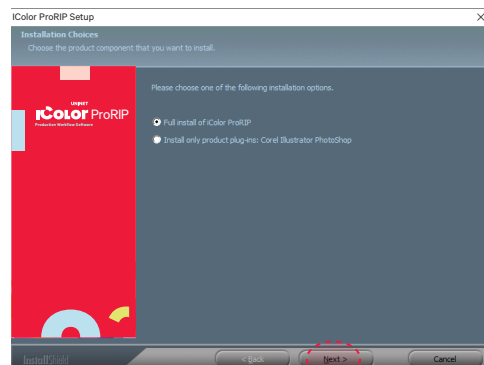 IColor ProRIP Setup
Installation Choices
Choose the product component that you want to install.
UNINET
IColor ProRIP
Production Workflow Software
Please choose one of the following installation options.
Full install of iColor ProRIP
Install only product plug-ins: Corel Illustrator PhotoShop
InstallShield
< Back
Next >
Cancel